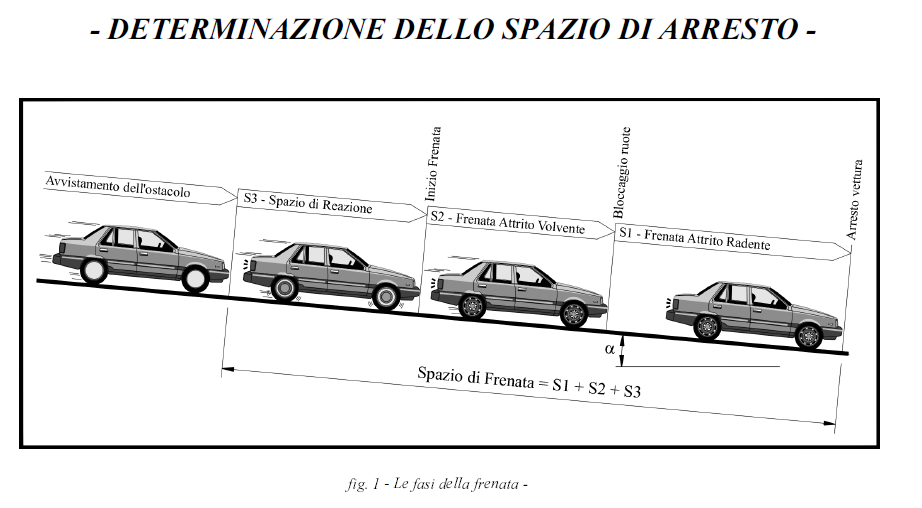 - DETERMINAZIONE DELLO SPAZIO DI ARRESTO -
Avvistamento dell'ostacolo
S3 - Spazio di Reazione
Inizio Frenata
S2 - Frenata Attrito Volvente
Bloccaggio ruote
S1 - Frenata Attrito Radente
Arresto vettura
α
Spazio di Frenata = S1 + S2 + S3
fig. 1 - Le fasi della frenata -